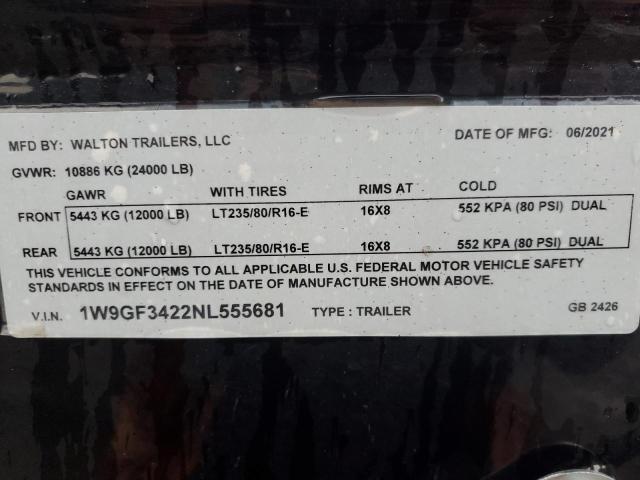 MFD BY: WALTON TRAILERS, LLC DATE OF MFG: 06/2021
GVWR: 10886 KG (24000 LB)
GAWR WITH TIRES RIMS AT COLD
FRONT 5443 KG (12000 LB) LT235/80/R16-E 16X8 552 KPA (80 PSI) DUAL
REAR 5443 KG (12000 LB) LT235/80/R16-E 16X8 552 KPA (80 PSI) DUAL
THIS VEHICLE CONFORMS TO ALL APPLICABLE U.S. FEDERAL MOTOR VEHICLE SAFETY
STANDARDS IN EFFECT ON THE DATE OF MANUFACTURE SHOWN ABOVE.
V.I.N. 1W9GF3422NL555681 TYPE : TRAILER GB 2426